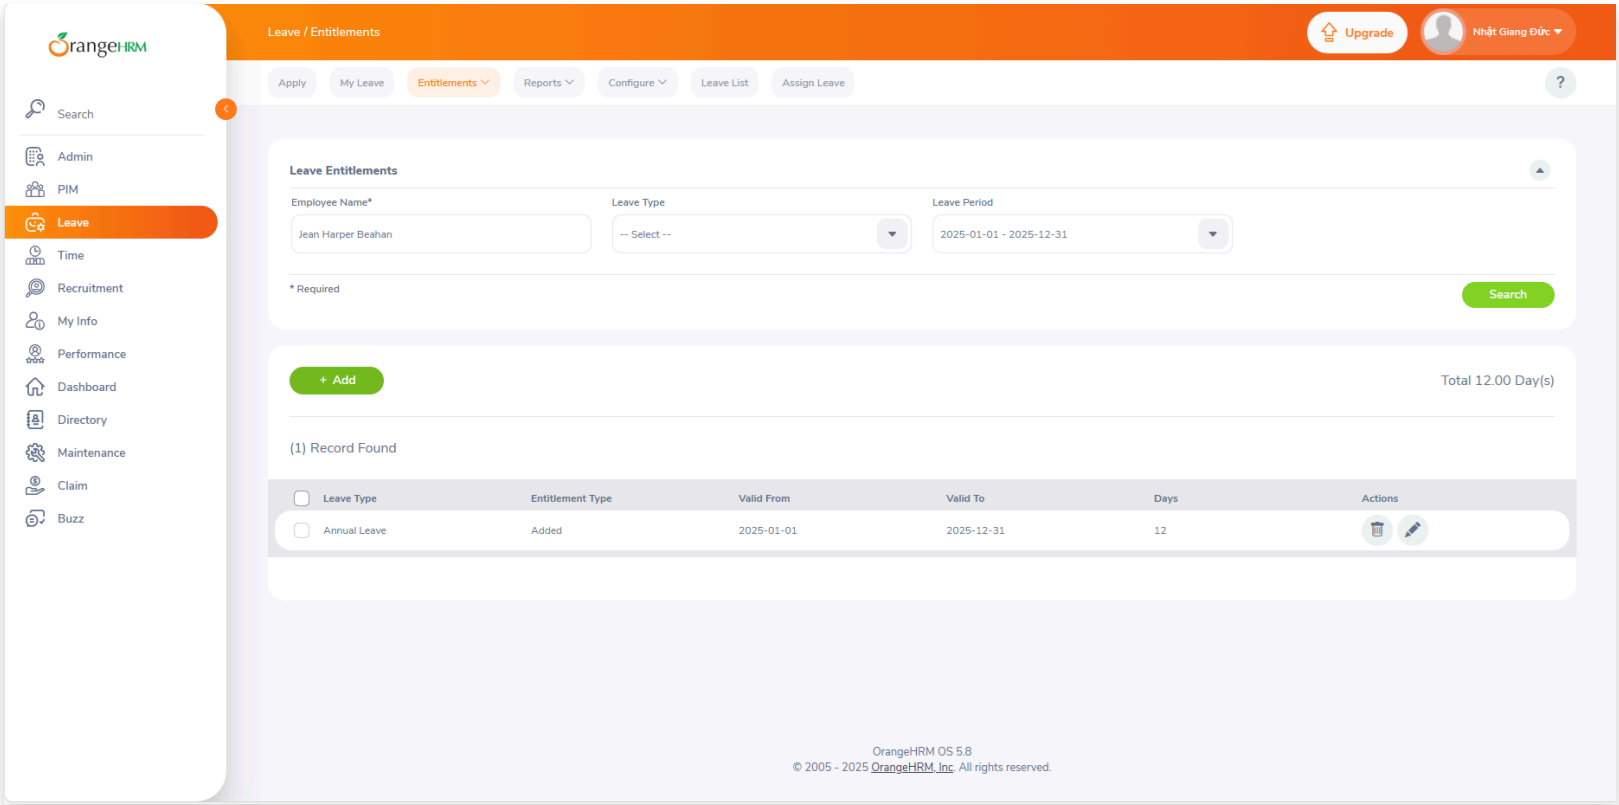 OrangeHRM
Leave / Entitlements
Upgrade
Nhật Giang Đức
Apply
My Leave
Entitlements
Reports
Configure
Leave List
Assign Leave
?
Search
Admin
PIM
Leave
Time
Recruitment
My Info
Performance
Dashboard
Directory
Maintenance
Claim
Buzz
Leave Entitlements
Employee Name* Leave Type Leave Period
Jean Harper Beahan -- Select -- 2025-01-01 - 2025-12-31
* Required
Search
+ Add
Total 12.00 Day(s)
(1) Record Found
Leave Type Entitlement Type Valid From Valid To Days Actions
Annual Leave Added 2025-01-01 2025-12-31 12
OrangeHRM OS 5.8
© 2005 - 2025 OrangeHRM, Inc. All rights reserved.